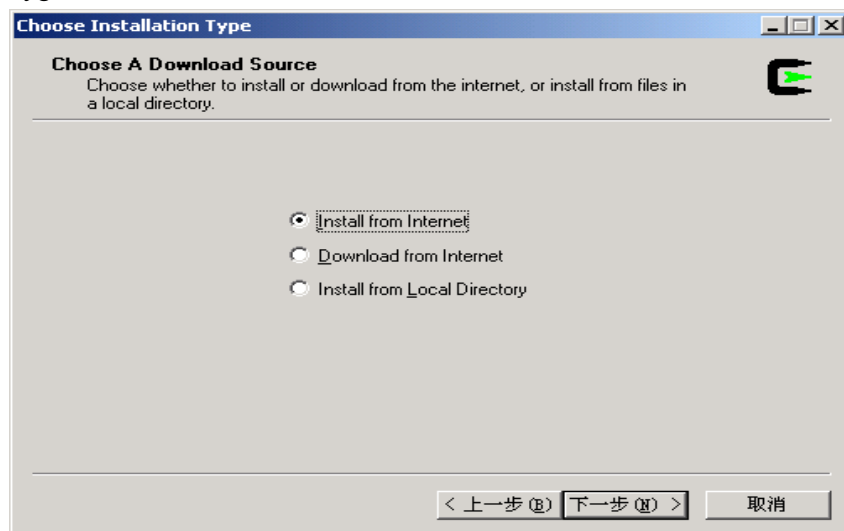 Choose Installation Type
Choose A Download Source
Choose whether to install or download from the internet, or install from files in
a local directory.
Install from Internet
Download from Internet
Install from Local Directory
< 上一步(B) 下一步(N) > 取消